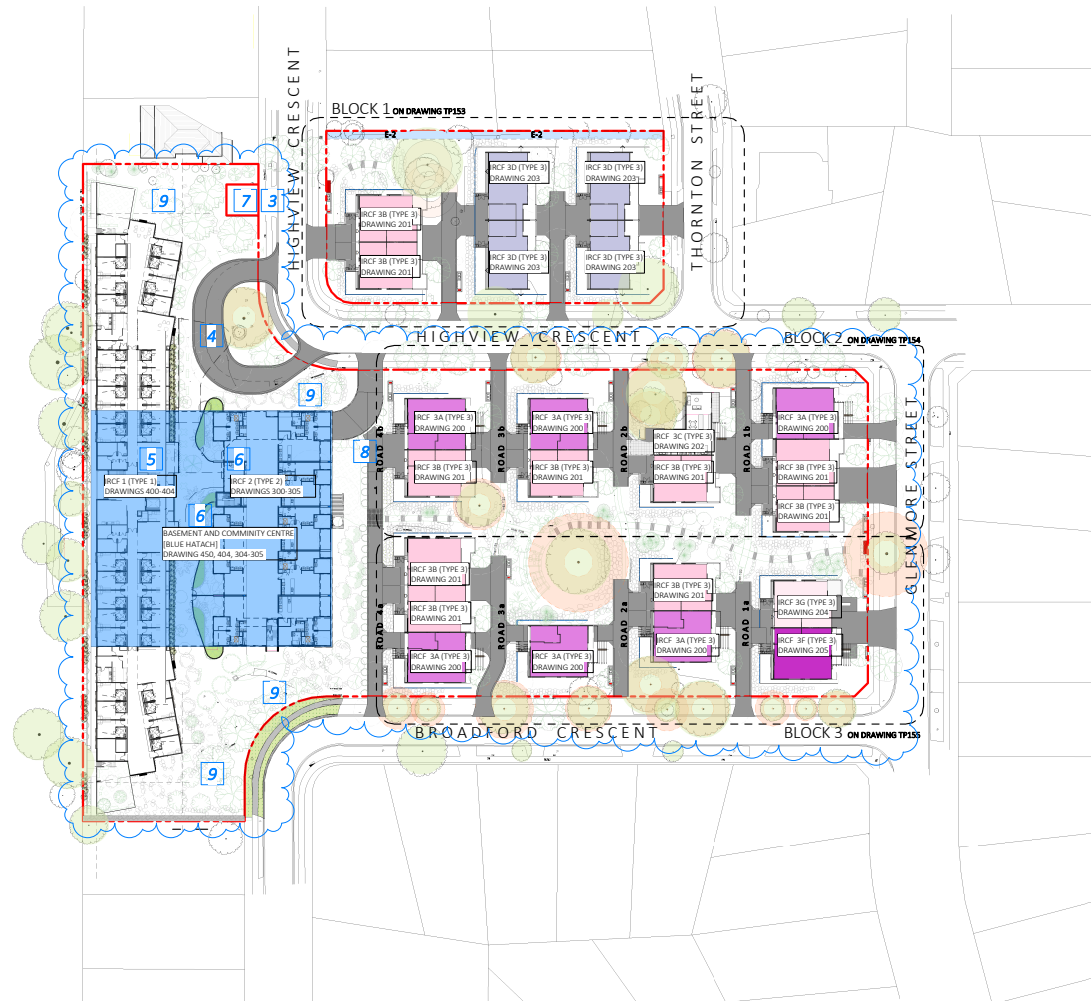 HIGHVIEW CRESCENT
THORNTON STREET
BLOCK 1 ON DRAWING TP153
E-2
E-2
IRCF 3D (TYPE 3)
DRAWING 203
IRCF 3D (TYPE 3)
DRAWING 203
IRCF 3B (TYPE 3)
DRAWING 201
IRCF 3B (TYPE 3)
DRAWING 201
IRCF 3D (TYPE 3)
DRAWING 203
IRCF 3D (TYPE 3)
DRAWING 203
9
7
3
4
9
HIGHVIEW CRESCENT
BLOCK 2 ON DRAWING TP154
IRCF 3A (TYPE 3)
DRAWING 200
IRCF 3A (TYPE 3)
DRAWING 200
IRCF 3A (TYPE 3)
DRAWING 200
IRCF 3C (TYPE 3)
DRAWING 202
IRCF 3B (TYPE 3)
DRAWING 201
IRCF 3B (TYPE 3)
DRAWING 201
IRCF 3B (TYPE 3)
DRAWING 201
IRCF 3B (TYPE 3)
DRAWING 201
IRCF 3B (TYPE 3)
DRAWING 201
ROAD 4b
ROAD 3b
ROAD 2b
ROAD 1b
GLENMORE STREET
8
5
6
IRCF 1 (TYPE 1)
DRAWINGS 400-404
IRCF 2 (TYPE 2)
DRAWINGS 300-305
6
BASEMENT AND COMMINITY CENTRE
[BLUE HATACH]
DRAWING 450, 404, 304-305
IRCF 3B (TYPE 3)
DRAWING 201
IRCF 3B (TYPE 3)
DRAWING 201
IRCF 3A (TYPE 3)
DRAWING 200
IRCF 3A (TYPE 3)
DRAWING 200
IRCF 3B (TYPE 3)
DRAWING 201
IRCF 3A (TYPE 3)
DRAWING 200
IRCF 3G (TYPE 3)
DRAWING 204
IRCF 3F (TYPE 3)
DRAWING 205
ROAD 4a
ROAD 3a
ROAD 2a
ROAD 1a
9
9
BROADFORD CRESCENT
BLOCK 3 ON DRAWING TP155